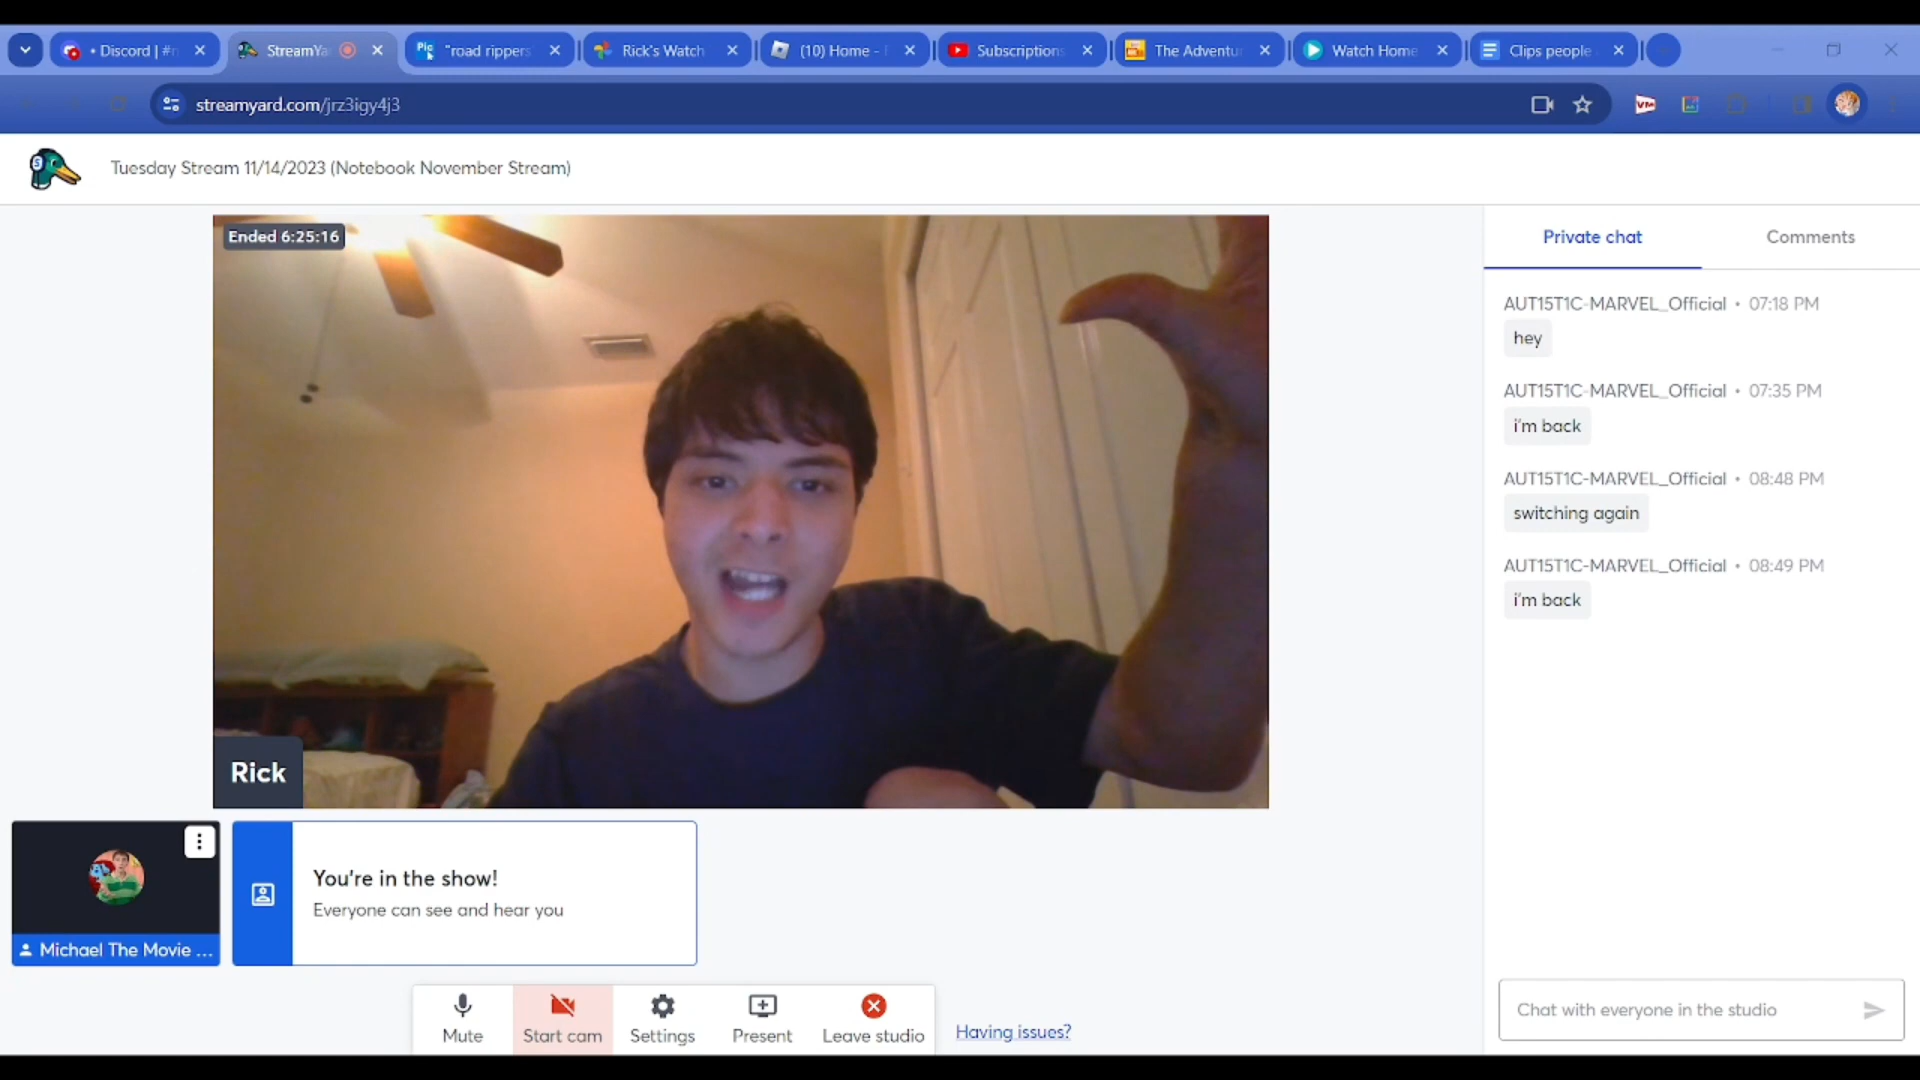 • Discord | #n
StreamYa
"road rippers"
Rick's Watch
(10) Home -
Subscriptions
The Adventu
Watch Home
Clips people
streamyard.com/jrz3igy4j3
VM
Tuesday Stream 11/14/2023 (Notebook November Stream)
Ended 6:25:16
Rick
Private chat
Comments
AUT15T1C-MARVEL_Official • 07:18 PM
hey
AUT15T1C-MARVEL_Official • 07:35 PM
i'm back
AUT15T1C-MARVEL_Official • 08:48 PM
switching again
AUT15T1C-MARVEL_Official • 08:49 PM
i'm back
Michael The Movie ...
You're in the show!
Everyone can see and hear you
Mute
Start cam
Settings
Present
Leave studio
Having issues?
Chat with everyone in the studio